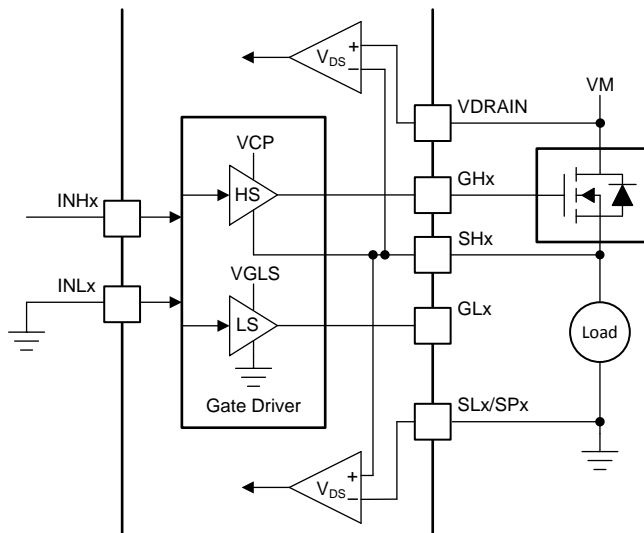 VDS
+
−
VM
VDRAIN
VCP
HS
GHx
INHx
SHx
INLx
VGLS
GLx
LS
Load
Gate Driver
SLx/SPx
VDS
+
−